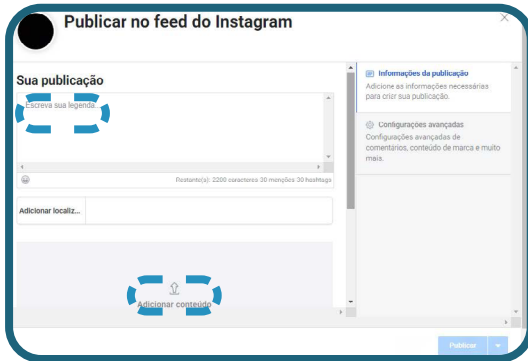 Publicar no feed do Instagram
Sua publicação
Escreva sua legenda...
Restante(s): 2200 caracteres 30 menções 30 hashtags
Adicionar localiz...
Adicionar conteúdo
Informações da publicação
Adicione as informações necessárias
para criar sua publicação.
Configurações avançadas
Configurações avançadas de
comentários, conteúdo de marca e muito
mais.
Publicar